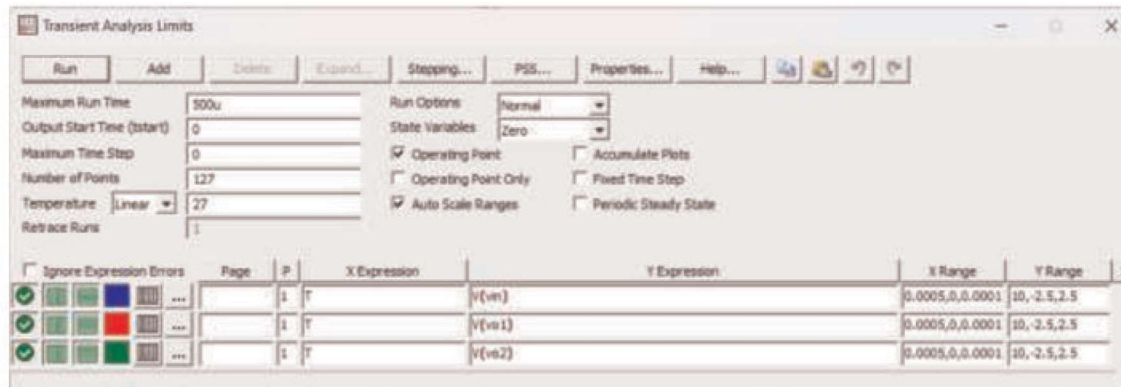 Transient Analysis Limits
Run Add Delete Expand... Stepping... PSS... Properties... Help...
Maximum Run Time 500u Run Options Normal
Output Start Time (tstart) 0 State Variables Zero
Maximum Time Step 0 Operating Point Accumulate Plots
Number of Points 127 Operating Point Only Fixed Time Step
Temperature Linear 27 Auto Scale Ranges Periodic Steady State
Retrace Runs 1
Ignore Expression Errors Page P X Expression Y Expression X Range Y Range
... 1 T V(vin) 0.0005,0,0.0001 10,-2.5,2.5
... 1 T V(vo1) 0.0005,0,0.0001 10,-2.5,2.5
... 1 T V(vo2) 0.0005,0,0.0001 10,-2.5,2.5